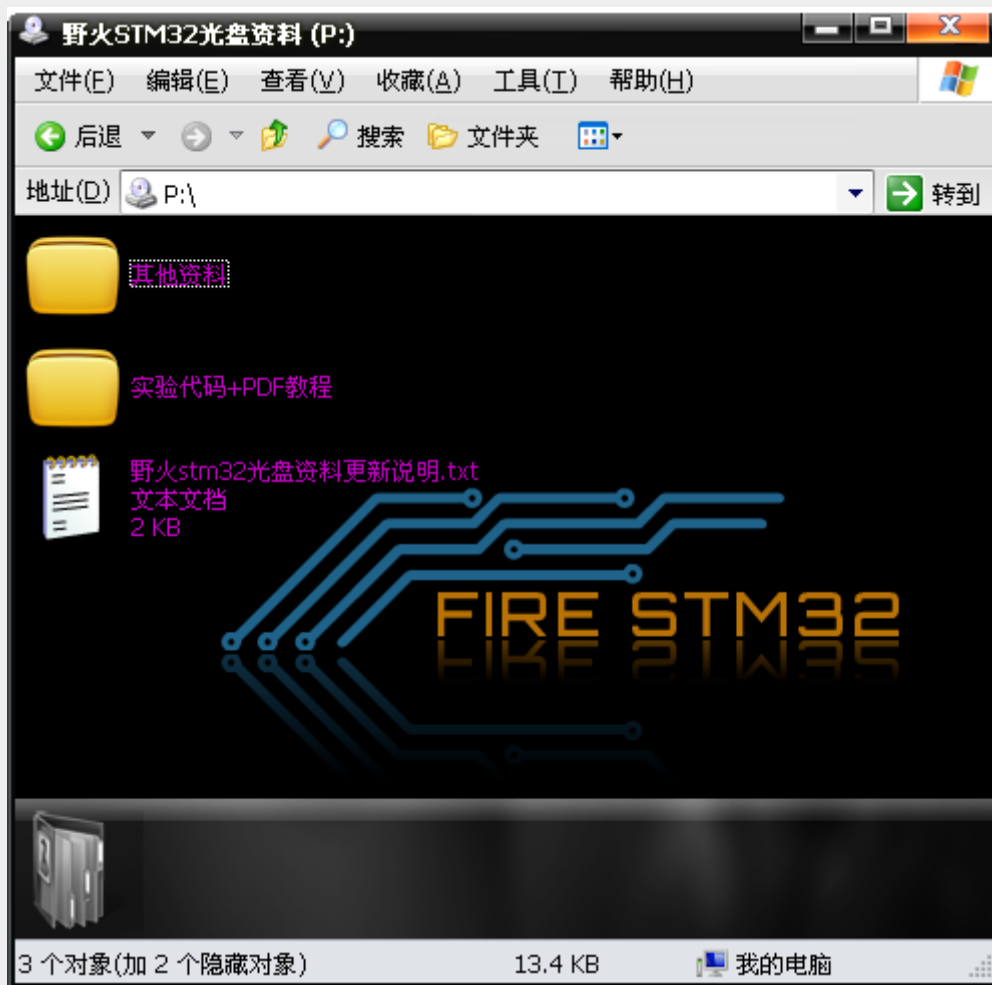 野火STM32光盘资料 (P:)
文件(F) 编辑(E) 查看(V) 收藏(A) 工具(T) 帮助(H)
后退 搜索 文件夹
地址(D) P:\ 转到
其他资料
实验代码+PDF教程
野火stm32光盘资料更新说明.txt
文本文档
2 KB
FIRE STM32
3 个对象(加 2 个隐藏对象) 13.4 KB 我的电脑